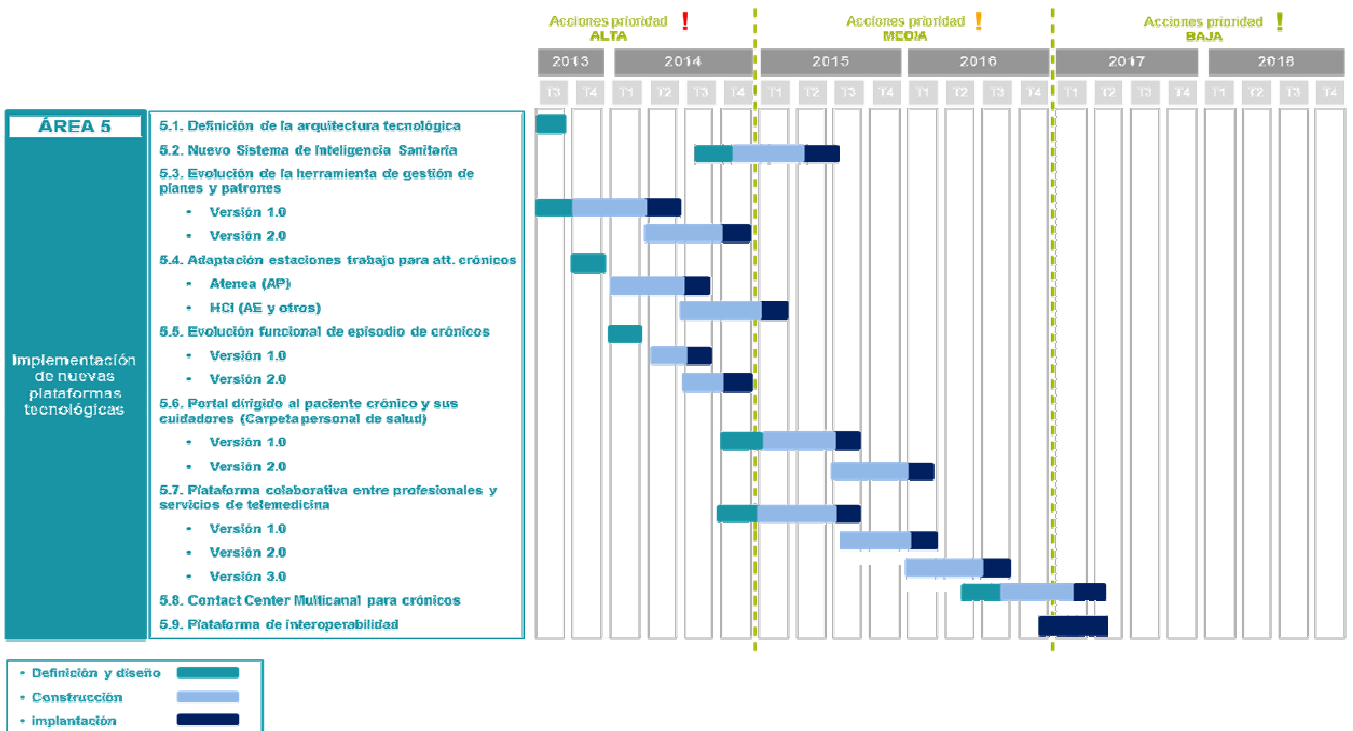 Acciones prioridad !
ALTA
Acciones prioridad !
MEDIA
Acciones prioridad !
BAJA
2013 2014 2015 2016 2017 2018
T3 T4 T1 T2 T3 T4 T1 T2 T3 T4 T1 T2 T3 T4 T1 T2 T3 T4 T1 T2 T3 T4
ÁREA 5
Implementación
de nuevas
plataformas
tecnológicas
5.1. Definición de la arquitectura tecnológica
5.2. Nuevo Sistema de Inteligencia Sanitaria
5.3. Evolución de la herramienta de gestión de
planes y patrones
• Versión 1.0
• Versión 2.0
5.4. Adaptación estaciones trabajo para att. crónicos
• Atenea (AP)
• HCI (AE y otros)
5.5. Evolución funcional de episodio de crónicos
• Versión 1.0
• Versión 2.0
5.6. Portal dirigido al paciente crónico y sus
cuidadores (Carpeta personal de salud)
• Versión 1.0
• Versión 2.0
5.7. Plataforma colaborativa entre profesionales y
servicios de telemedicina
• Versión 1.0
• Versión 2.0
• Versión 3.0
5.8. Contact Center Multicanal para crónicos
5.9. Plataforma de interoperabilidad
• Definición y diseño
• Construcción
• implantación